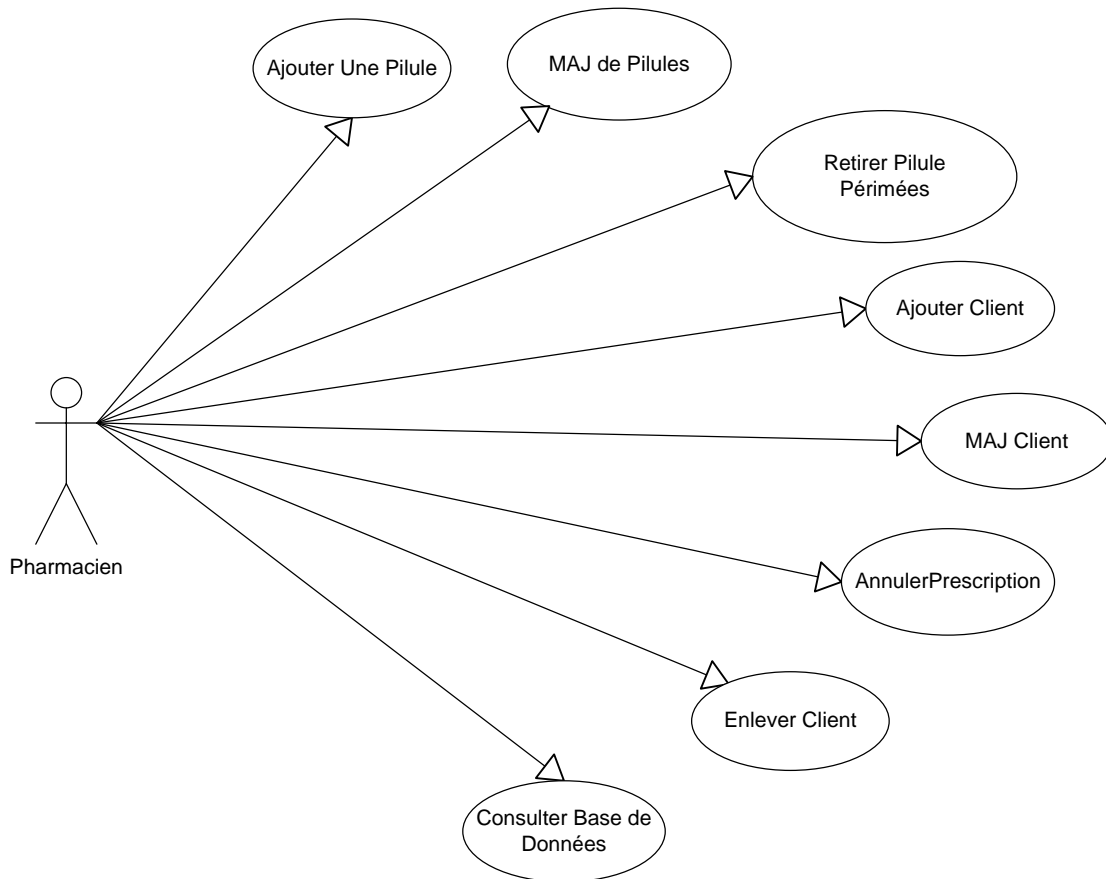 Ajouter Une Pilule
MAJ de Pilules
Retirer Pilule
Périmées
Ajouter Client
MAJ Client
Pharmacien
AnnulerPrescription
Enlever Client
Consulter Base de
Données